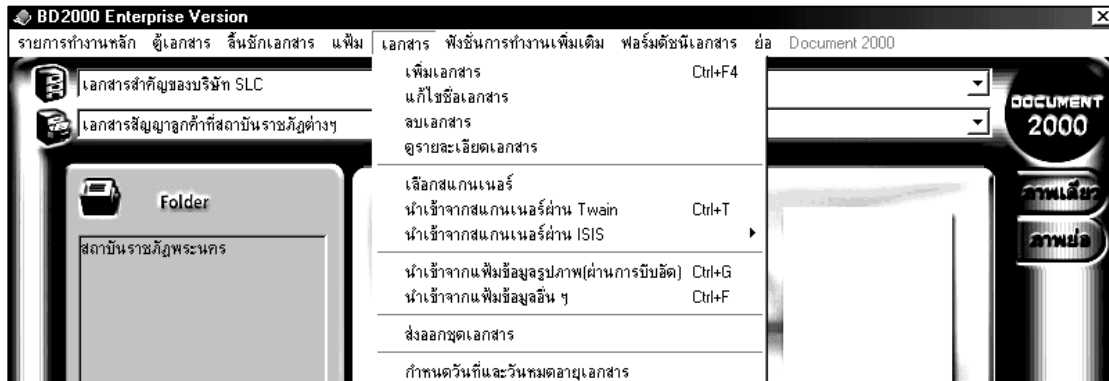 BD2000 Enterprise Version
รายการทำงานหลัก ตู้เอกสาร ลิ้นชักเอกสาร แฟ้ม เอกสาร ฟังชั่นการทำงานเพิ่มเติม ฟอร์มดัชนีเอกสาร ย่อ Document 2000
เอกสารสำคัญของบริษัท SLC
เอกสารสัญญาลูกค้าที่สถาบันราชภัฏต่างๆ
เพิ่มเอกสาร Ctrl+F4
แก้ไขชื่อเอกสาร
ลบเอกสาร
ดูรายละเอียดเอกสาร
เลือกสแกนเนอร์
นำเข้าจากสแกนเนอร์ผ่าน Twain Ctrl+T
นำเข้าจากสแกนเนอร์ผ่าน ISIS
นำเข้าจากแฟ้มข้อมูลรูปภาพ(ผ่านการบีบอัด) Ctrl+G
นำเข้าจากแฟ้มข้อมูลอื่น ๆ Ctrl+F
ส่งออกชุดเอกสาร
กำหนดวันที่และวันหมดอายุเอกสาร
Folder
สถาบันราชภัฏพระนคร
DOCUMENT
2000
ภาพเดี่ยว
ภาพย่อ